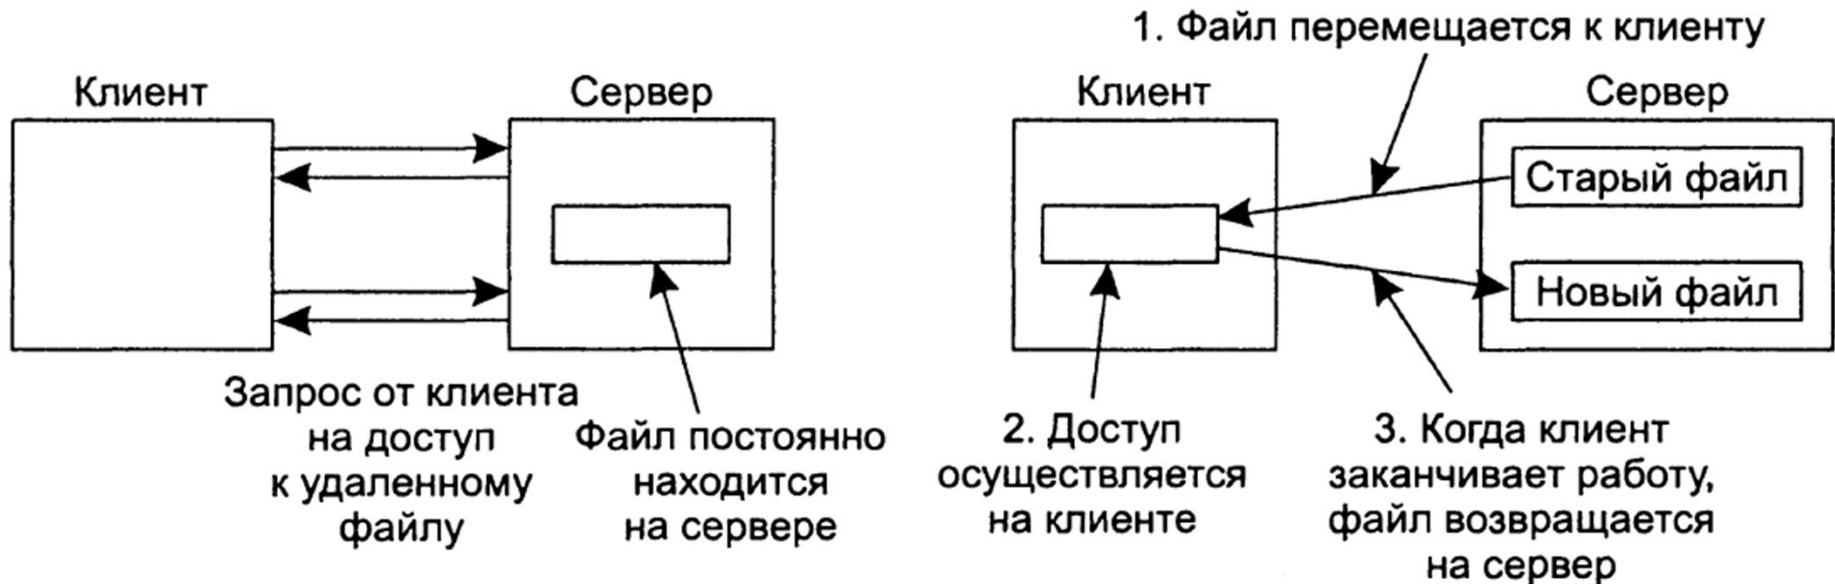 Клиент
Сервер
Запрос от клиента
на доступ
к удаленному
файлу
Файл постоянно
находится
на сервере
1. Файл перемещается к клиенту
Клиент
Сервер
Старый файл
Новый файл
2. Доступ
осуществляется
на клиенте
3. Когда клиент
заканчивает работу,
файл возвращается
на сервер